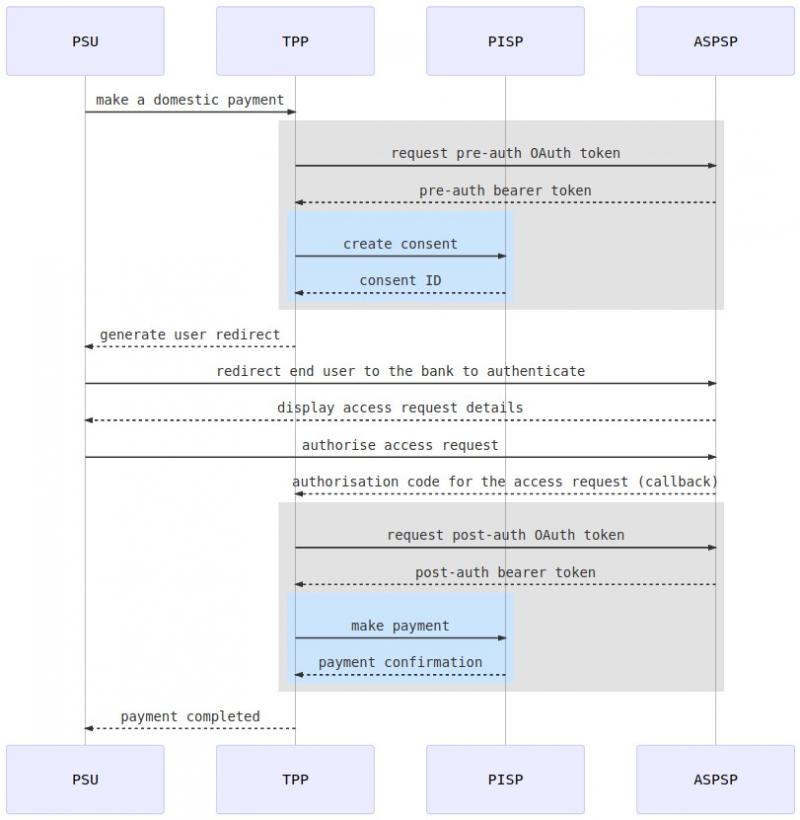 PSU
TPP
PISP
ASPSP
make a domestic payment
request pre-auth OAuth token
pre-auth bearer token
create consent
consent ID
generate user redirect
redirect end user to the bank to authenticate
display access request details
authorise access request
authorisation code for the access request (callback)
request post-auth OAuth token
post-auth bearer token
make payment
payment confirmation
payment completed
PSU
TPP
PISP
ASPSP